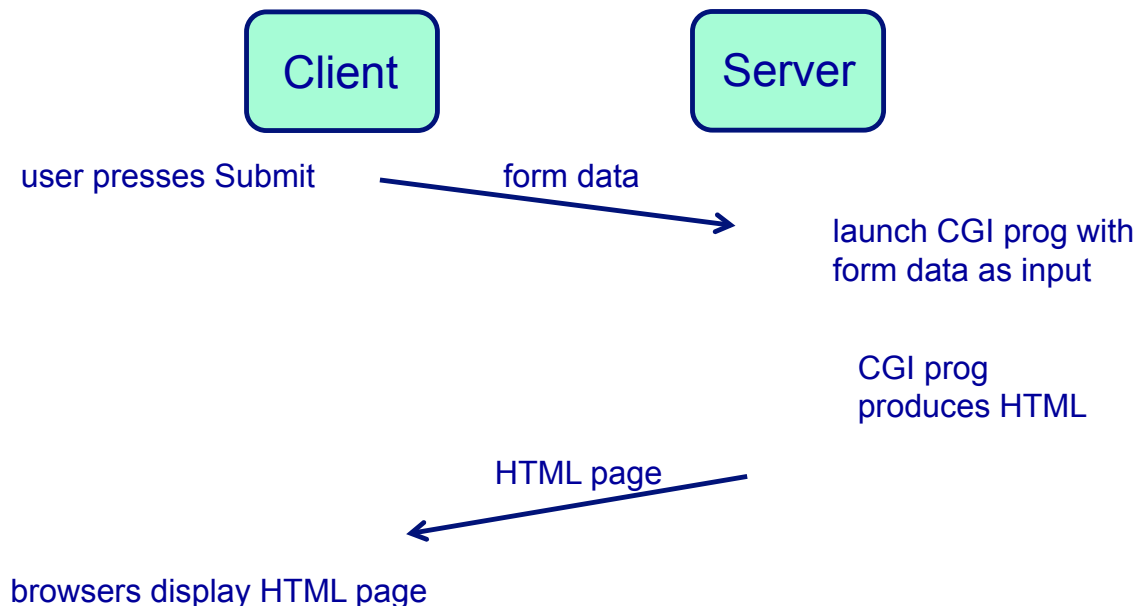 Client
Server
user presses Submit
form data
launch CGI prog with
form data as input
CGI prog
produces HTML
HTML page
browsers display HTML page